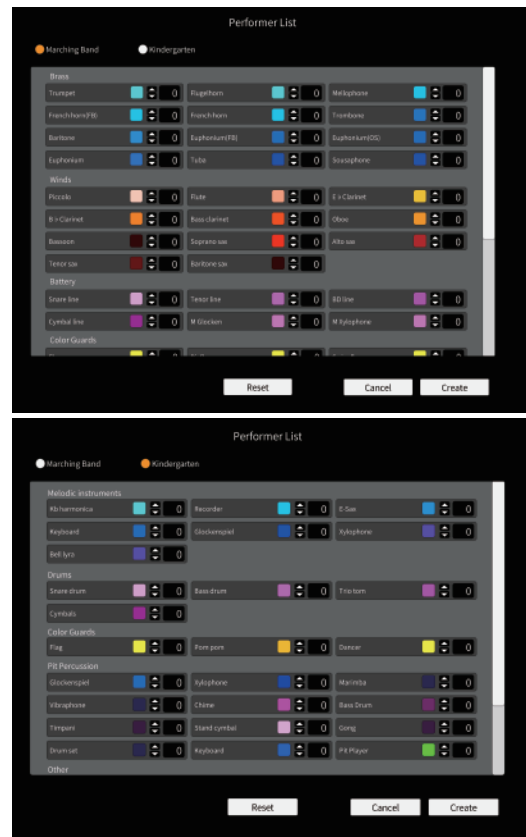 Performer List
Marching Band Kindergarten
Brass
Trumpet 0 Flugelhorn 0 Mellophone 0
French horn(FB) 0 French horn 0 Trombone 0
Baritone 0 Euphonium(FB) 0 Euphonium(OS) 0
Euphonium 0 Tuba 0 Sousaphone 0
Winds
Piccolo 0 Flute 0 E♭Clarinet 0
B♭Clarinet 0 Bass clarinet 0 Oboe 0
Bassoon 0 Soprano sax 0 Alto sax 0
Tenor sax 0 Baritone sax 0
Battery
Snare line 0 Tenor line 0 BD line 0
Cymbal line 0 M Glocken 0 M Xylophone 0
Color Guards
Reset Cancel Create
Performer List
Marching Band Kindergarten
Melodic instruments
Kb harmonica 0 Recorder 0 E-Sax 0
Keyboard 0 Glockenspiel 0 Xylophone 0
Bell lyra 0
Drums
Snare drum 0 Bass drum 0 Trio tom 0
Cymbals 0
Color Guards
Flag 0 Pom pom 0 Dancer 0
Pit Percussion
Glockenspiel 0 Xylophone 0 Marimba 0
Vibraphone 0 Chime 0 Bass Drum 0
Timpani 0 Stand cymbal 0 Gong 0
Drum set 0 Keyboard 0 Pit Player 0
Other
Reset Cancel Create